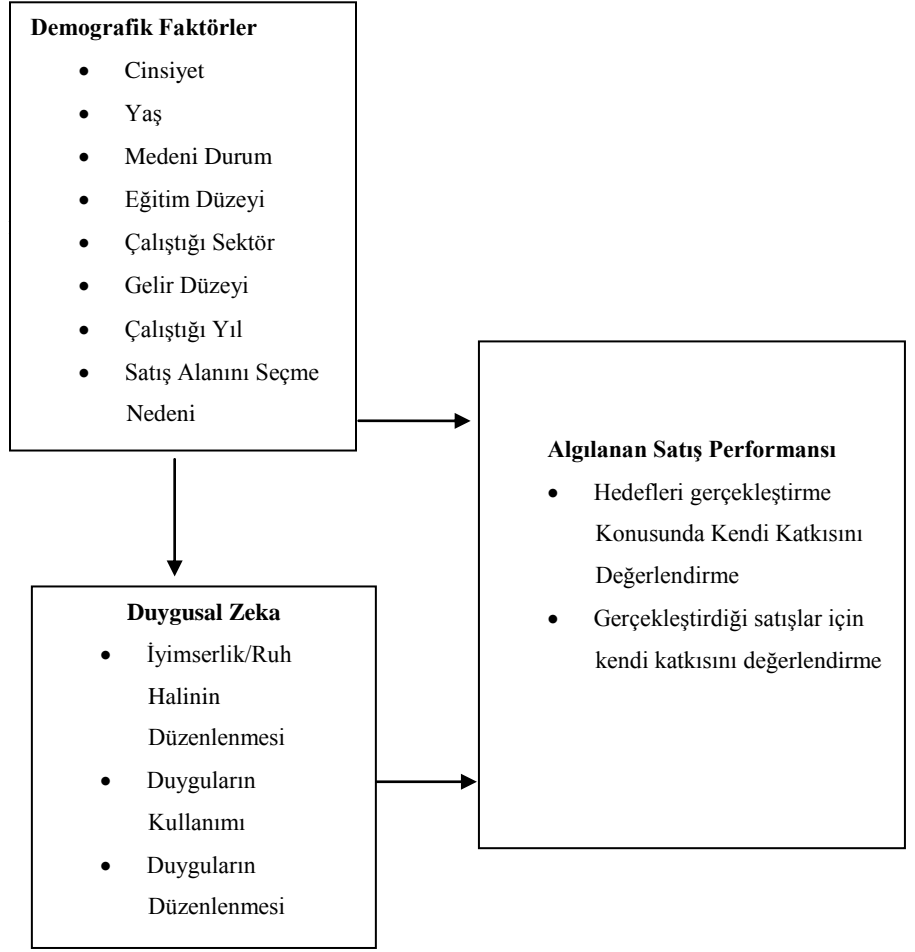 Demografik Faktörler
• Cinsiyet
• Yaş
• Medeni Durum
• Eğitim Düzeyi
• Çalıştığı Sektör
• Gelir Düzeyi
• Çalıştığı Yıl
• Satış Alanını Seçme
Nedeni
Algılanan Satış Performansı
• Hedefleri gerçekleştirme
Konusunda Kendi Katkısını
Değerlendirme
• Gerçekleştirdiği satışlar için
kendi katkısını değerlendirme
Duygusal Zeka
• İyimserlik/Ruh
Halinin
Düzenlenmesi
• Duyguların
Kullanımı
• Duyguların
Düzenlenmesi